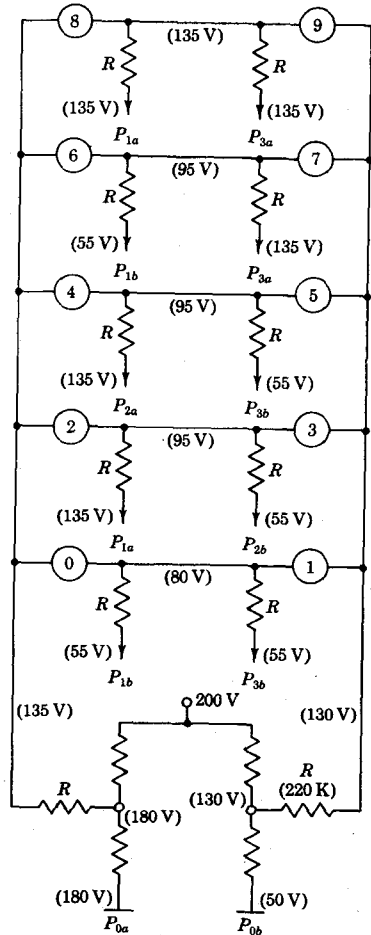 8 (135 V) 9
R R
(135 V) (135 V)
P1a P3a
6 (95 V) 7
R R
(55 V) (135 V)
P1b P3a
4 (95 V) 5
R R
(135 V) (55 V)
P2a P3b
2 (95 V) 3
R R
(135 V) (55 V)
P1a P2b
0 (80 V) 1
R R
(55 V) (55 V)
P1b P3b
200 V
(135 V) (130 V)
R R
(220 K)
(180 V) (130 V)
(180 V) (50 V)
P0a P0b